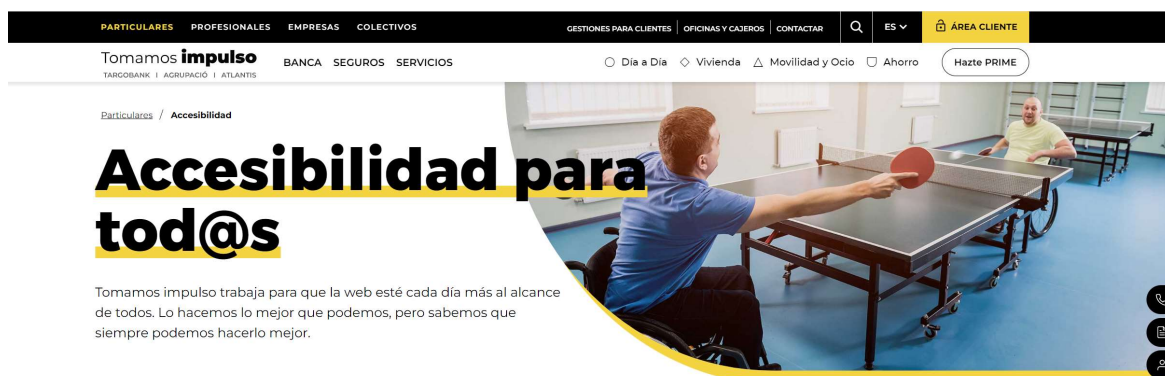 PARTICULARES PROFESIONALES EMPRESAS COLECTIVOS GESTIONES PARA CLIENTES OFICINAS Y CAJEROS CONTACTAR ES ÁREA CLIENTE
Tomamos impulso BANCA SEGUROS SERVICIOS Día a Día Vivienda Movilidad y Ocio Ahorro Hazte PRIME
TARGOBANK | AGRUPACIÓ | ATLANTIS
Particulares / Accesibilidad
Accesibilidad para
tod@s
Tomamos impulso trabaja para que la web esté cada día más al alcance
de todos. Lo hacemos lo mejor que podemos, pero sabemos que
siempre podemos hacerlo mejor.